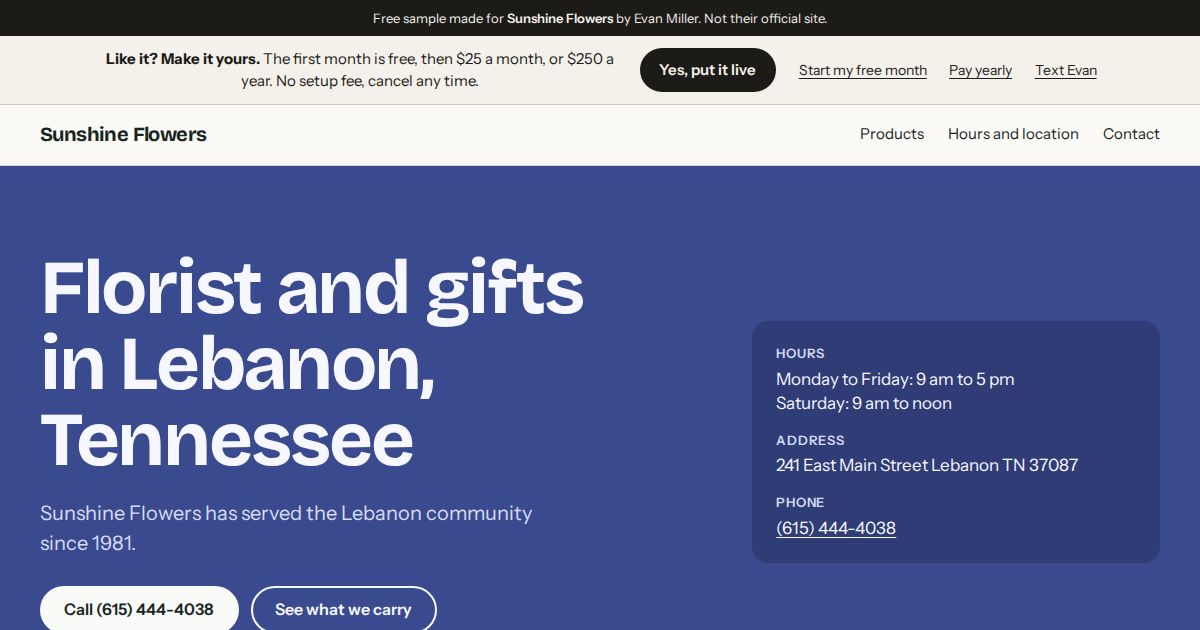 Free sample made for Sunshine Flowers by Evan Miller. Not their official site.
Like it? Make it yours. The first month is free, then $25 a month, or $250 a
year. No setup fee, cancel any time.
Yes, put it live
Start my free month
Pay yearly
Text Evan
Sunshine Flowers
Products
Hours and location
Contact
Florist and gifts
in Lebanon,
Tennessee
Sunshine Flowers has served the Lebanon community
since 1981.
Call (615) 444-4038
See what we carry
HOURS
Monday to Friday: 9 am to 5 pm
Saturday: 9 am to noon
ADDRESS
241 East Main Street Lebanon TN 37087
PHONE
(615) 444-4038